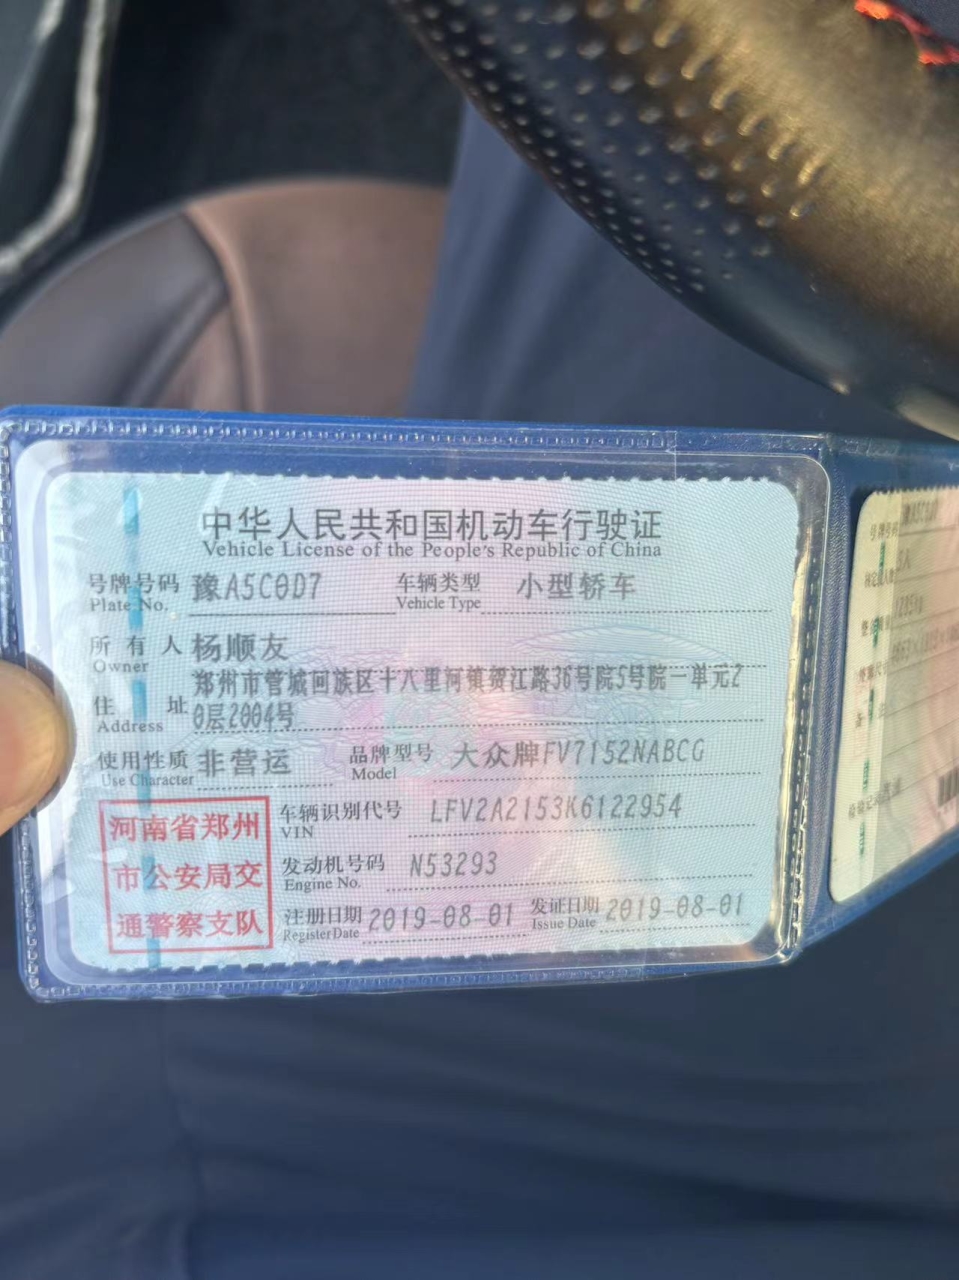 中华人民共和国机动车行驶证
Vehicle License of the People's Republic of China
号牌号码 豫A5C0D7 车辆类型 小型轿车
Plate No. Vehicle Type
所有人 杨顺友
Owner
住址 郑州市管城回族区十八里河镇贺江路36号院5号院一单元2
Address 0层2004号
使用性质 非营运 品牌型号 大众牌FV7152NABCG
Use Character Model
河南省郑州
市公安局交
通警察支队
车辆识别代号 LFV2A2153K6122954
VIN
发动机号码 N53293
Engine No.
注册日期 2019-08-01 发证日期 2019-08-01
Register Date Issue Date
号牌号码